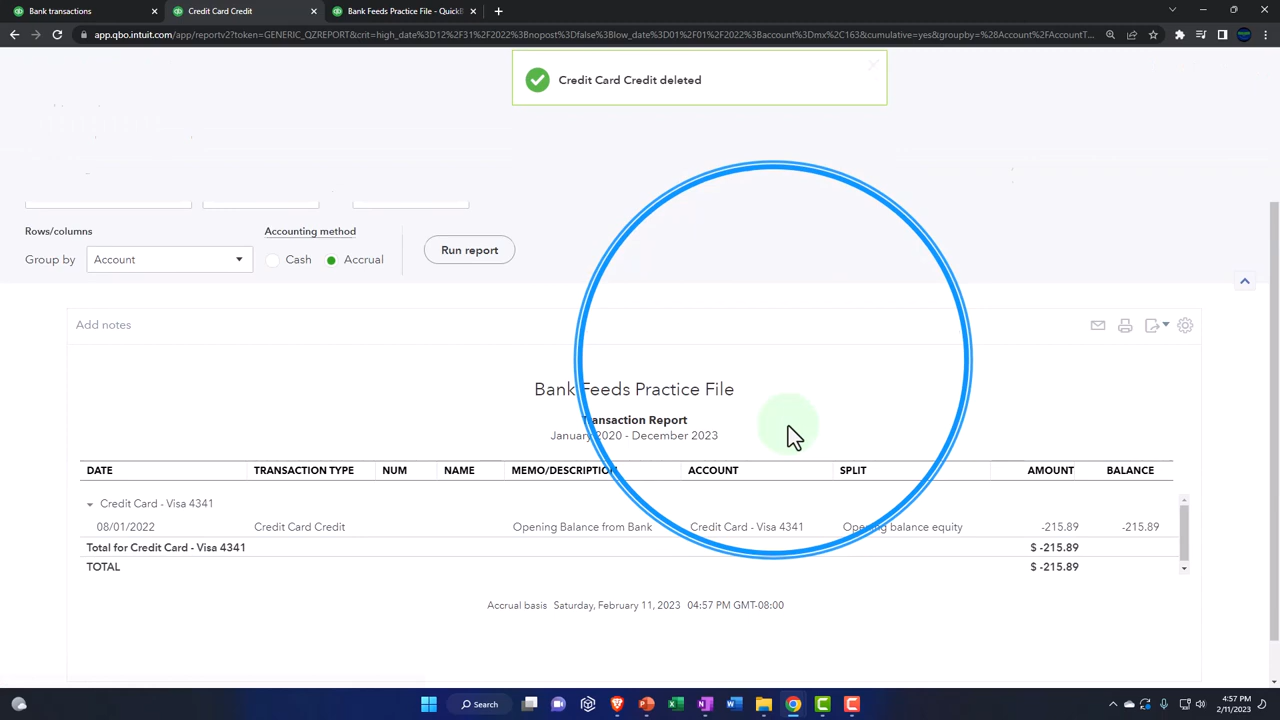 Bank transactions
Credit Card Credit
Bank Feeds Practice File - QuickB
app.qbo.intuit.com/app/reportv2?token=GENERIC_QZREPORT&crit=high_date%3D12%2F31%2F2022%3Bnopost%3Dfalse%3Blow_date%3D01%2F01%2F2022%3Baccount%3Dmx%2C163%3Bcumulative=yes&groupby=%28Account%2FAccountT...
Credit Card Credit deleted
Rows/columns
Accounting method
Group by Account
Cash
Accrual
Run report
Add notes
Bank Feeds Practice File
Transaction Report
January 2020 - December 2023
DATE TRANSACTION TYPE NUM NAME MEMO/DESCRIPTION ACCOUNT SPLIT AMOUNT BALANCE
Credit Card - Visa 4341
08/01/2022 Credit Card Credit Opening Balance from Bank Credit Card - Visa 4341 Opening balance equity -215.89 -215.89
Total for Credit Card - Visa 4341 $ -215.89
TOTAL $ -215.89
Accrual basis Saturday, February 11, 2023 04:57 PM GMT-08:00
Search
4:57 PM
2/11/2023